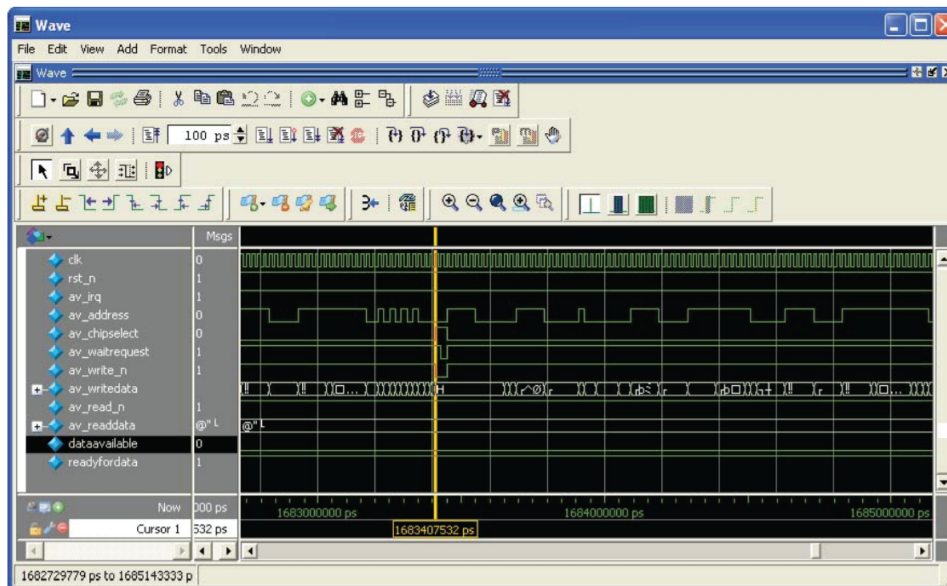 Wave
File Edit View Add Format Tools Window
Wave
100 ps
Msgs
clk 0
rst_n 1
av_irq 1
av_address 0
av_chipselect 0
av_waitrequest 1
av_write_n 1
av_writedata H
av_read_n 1
av_readdata @"└ @"└
dataavailable 0
readyfordata 1
Now 000 ps 1683000000 ps 1684000000 ps 1685000000 ps
Cursor 1 532 ps 1683407532 ps
1682729779 ps to 1685143333 p